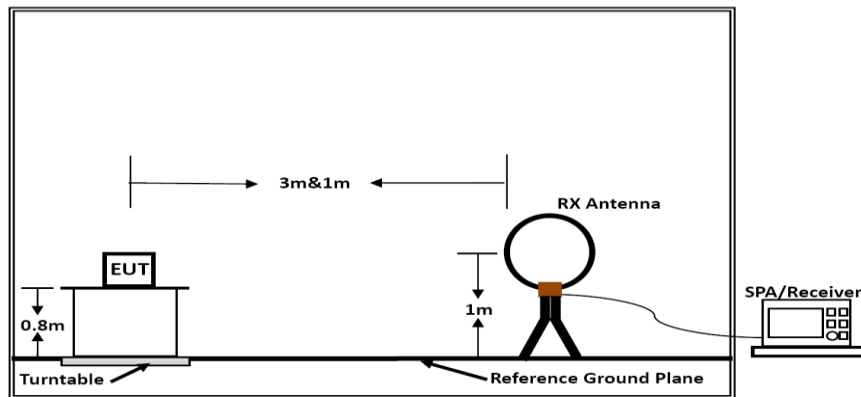 3m&1m
RX Antenna
EUT
SPA/Receiver
0.8m
1m
Turntable
Reference Ground Plane